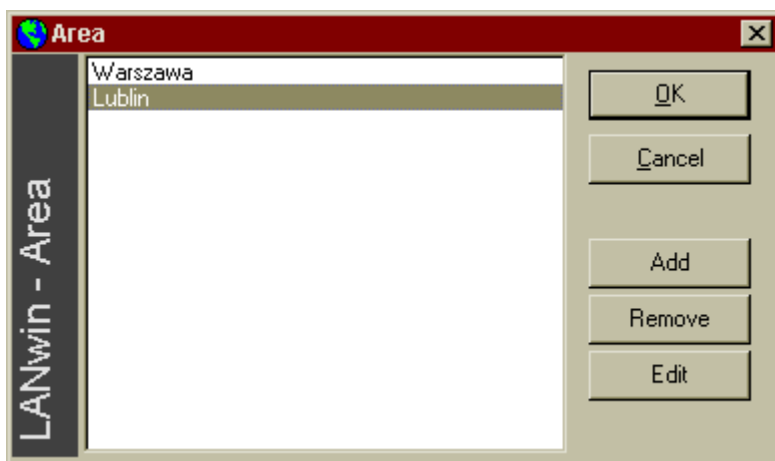 Area
LANwin - Area
Warszawa
Lublin
OK
Cancel
Add
Remove
Edit